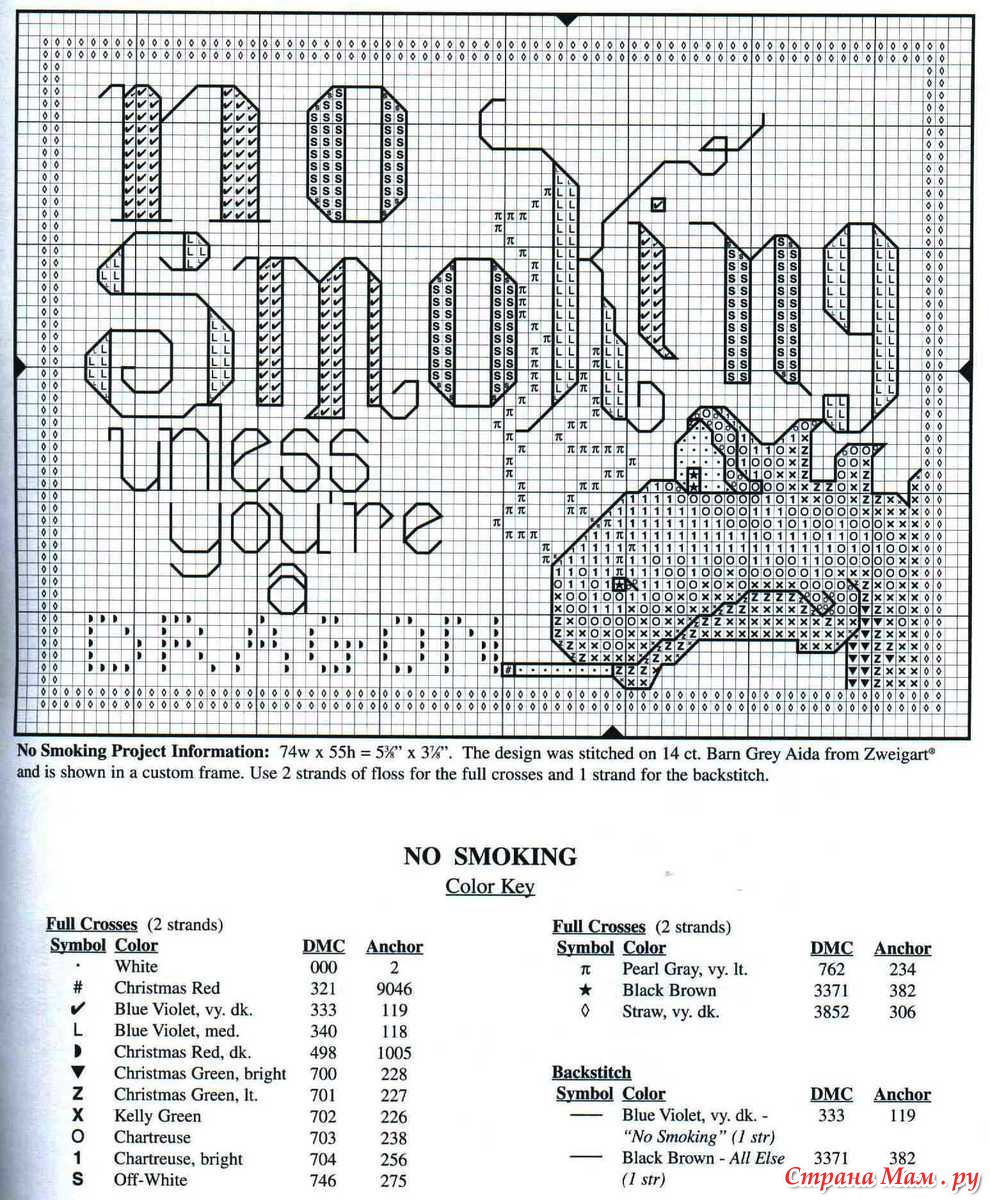 no
Smoking
unless
you're
a
DRAGON
No Smoking Project Information: 74w x 55h = 5⅜” x 3⅞”. The design was stitched on 14 ct. Barn Grey Aida from Zweigart®
and is shown in a custom frame. Use 2 strands of floss for the full crosses and 1 strand for the backstitch.
NO SMOKING
Color Key
Full Crosses (2 strands)
Symbol Color DMC Anchor
· White 000 2
# Christmas Red 321 9046
✔ Blue Violet, vy. dk. 333 119
L Blue Violet, med. 340 118
◗ Christmas Red, dk. 498 1005
▼ Christmas Green, bright 700 228
Z Christmas Green, lt. 701 227
X Kelly Green 702 226
O Chartreuse 703 238
1 Chartreuse, bright 704 256
S Off-White 746 275
Full Crosses (2 strands)
Symbol Color DMC Anchor
π Pearl Gray, vy. lt. 762 234
★ Black Brown 3371 382
◊ Straw, vy. dk. 3852 306
Backstitch
Symbol Color DMC Anchor
— Blue Violet, vy. dk. - 333 119
“No Smoking” (1 str)
— Black Brown - All Else 3371 382
(1 str)
Страна Мам.ру